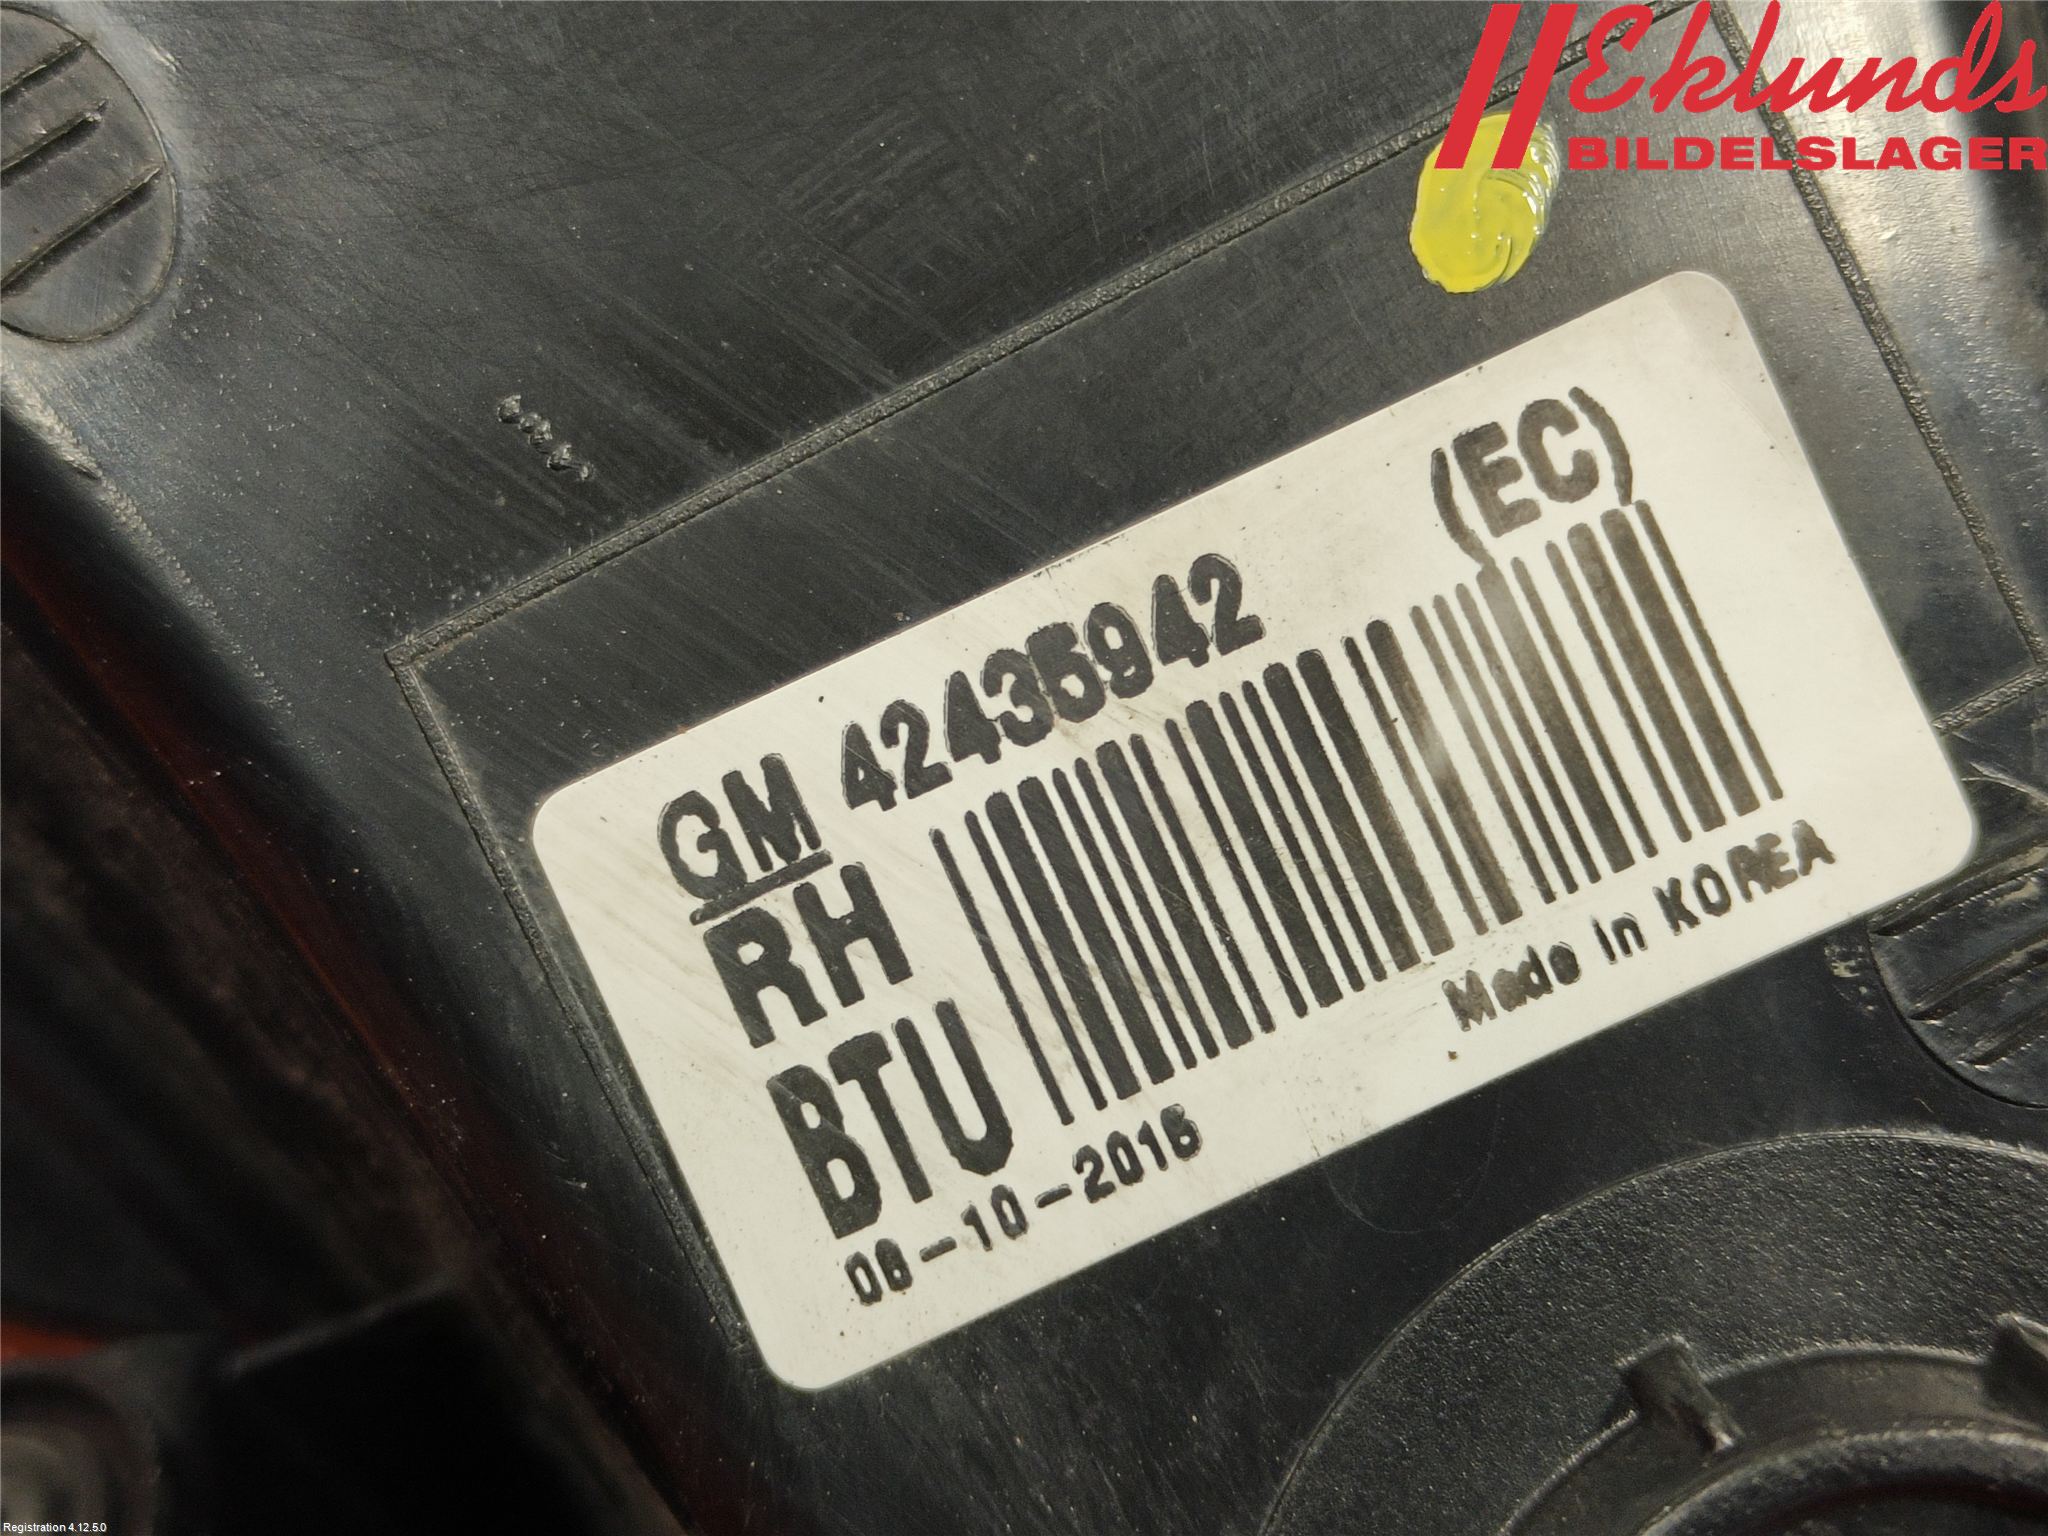 Eklunds
BILDELSLAGER
(EC)
GM 42435942
RH
BTU
Made in KOREA
06-10-2016
Registration 4.12.5.0